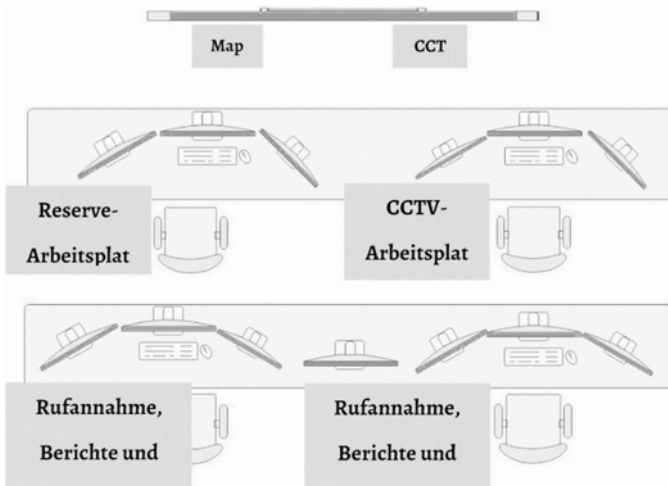 Map
CCT
Reserve-
Arbeitsplat
CCTV-
Arbeitsplat
Rufannahme,
Berichte und
Rufannahme,
Berichte und